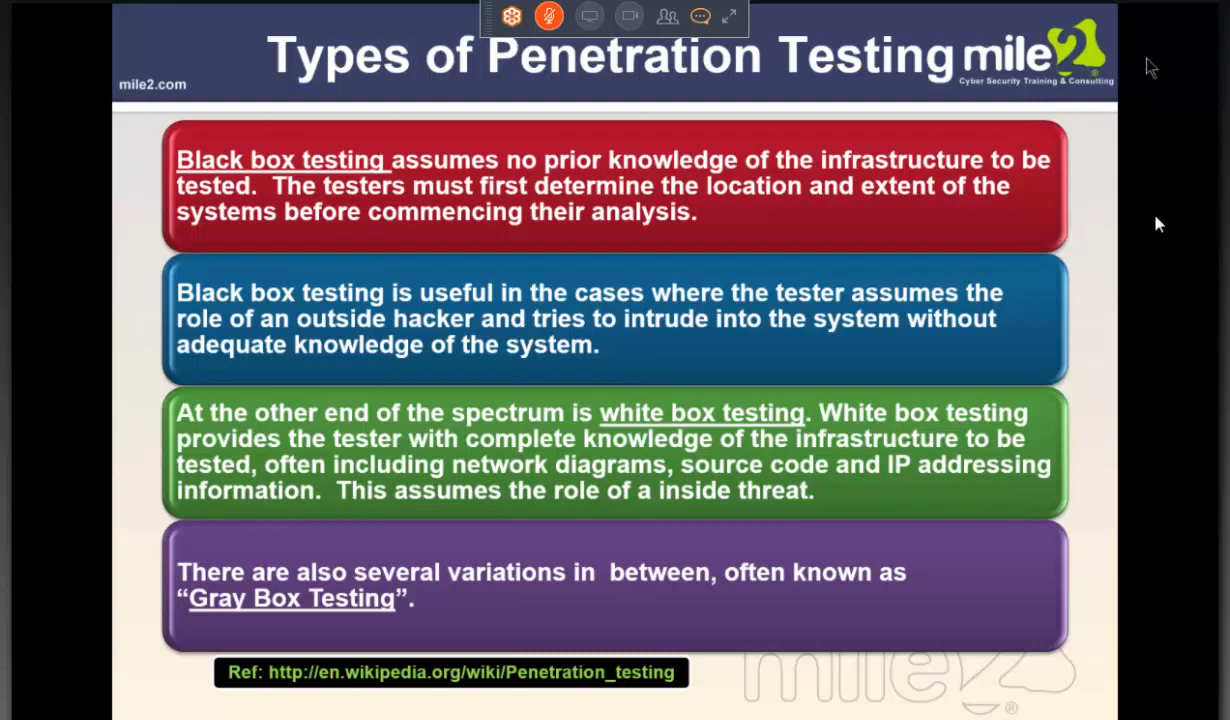 Types of Penetration Testing
mile2
Cyber Security Training & Consulting
mile2.com
Black box testing assumes no prior knowledge of the infrastructure to be
tested. The testers must first determine the location and extent of the
systems before commencing their analysis.
Black box testing is useful in the cases where the tester assumes the
role of an outside hacker and tries to intrude into the system without
adequate knowledge of the system.
At the other end of the spectrum is white box testing. White box testing
provides the tester with complete knowledge of the infrastructure to be
tested, often including network diagrams, source code and IP addressing
information. This assumes the role of a inside threat.
There are also several variations in between, often known as
“Gray Box Testing”.
Ref: http://en.wikipedia.org/wiki/Penetration_testing
mile2®